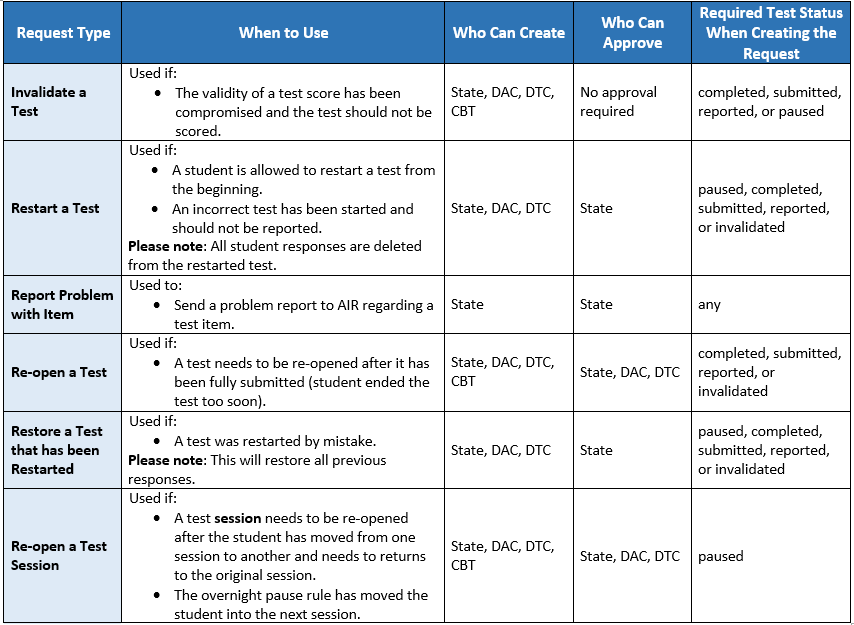 Request Type
When to Use
Who Can Create
Who Can
Approve
Required Test Status
When Creating the
Request
Invalidate a
Test
Used if:
• The validity of a test score has been
compromised and the test should not be
scored.
State, DAC, DTC,
CBT
No approval
required
completed, submitted,
reported, or paused
Restart a Test
Used if:
• A student is allowed to restart a test from
the beginning.
• An incorrect test has been started and
should not be reported.
Please note: All student responses are deleted
from the restarted test.
State, DAC, DTC
State
paused, completed,
submitted, reported,
or invalidated
Report Problem
with Item
Used to:
• Send a problem report to AIR regarding a
test item.
State
State
any
Re-open a Test
Used if:
• A test needs to be re-opened after it has
been fully submitted (student ended the
test too soon).
State, DAC, DTC,
CBT
State, DAC, DTC
completed, submitted,
reported, or
invalidated
Restore a Test
that has been
Restarted
Used if:
• A test was restarted by mistake.
Please note: This will restore all previous
responses.
State, DAC, DTC
State
paused, completed,
submitted, reported,
or invalidated
Re-open a Test
Session
Used if:
• A test session needs to be re-opened
after the student has moved from one
session to another and needs to returns
to the original session.
• The overnight pause rule has moved the
student into the next session.
State, DAC, DTC,
CBT
State, DAC, DTC
paused